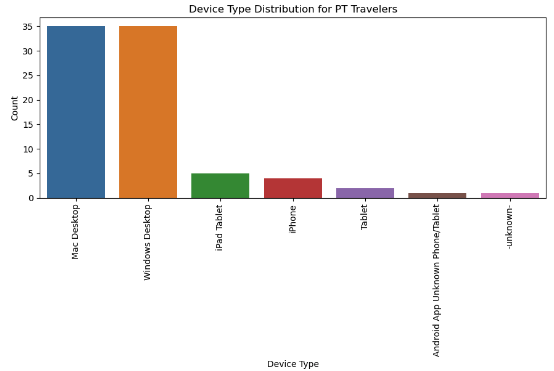 Device Type Distribution for PT Travelers
35
30
25
20
15
10
5
0
Count
Mac Desktop
Windows Desktop
iPad Tablet
iPhone
Tablet
Android App Unknown Phone/Tablet
-unknown-
Device Type